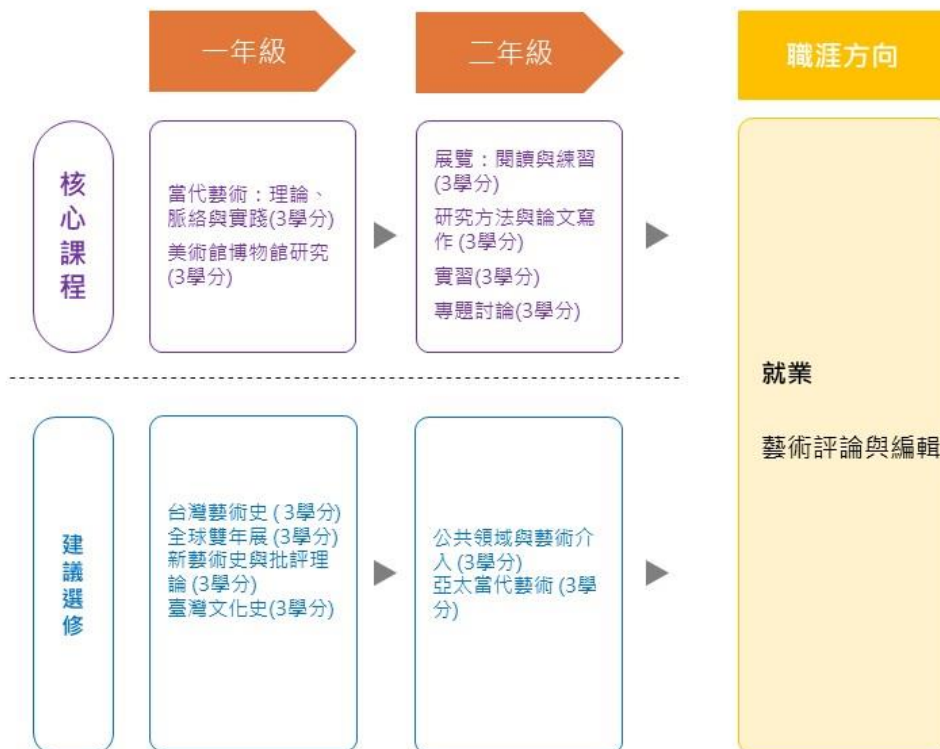 一年級
二年級
職涯方向
核心課程
當代藝術：理論、
脈絡與實踐(3學分)
美術館博物館研究
(3學分)
展覽：閱讀與練習
(3學分)
研究方法與論文寫
作 (3學分)
實習(3學分)
專題討論(3學分)
就業
藝術評論與編輯
建議選修
台灣藝術史 ( 3學分)
全球雙年展 (3學分)
新藝術史與批評理
論 (3學分)
臺灣文化史(3學分)
公共領域與藝術介
入 (3學分)
亞太當代藝術 (3學
分)